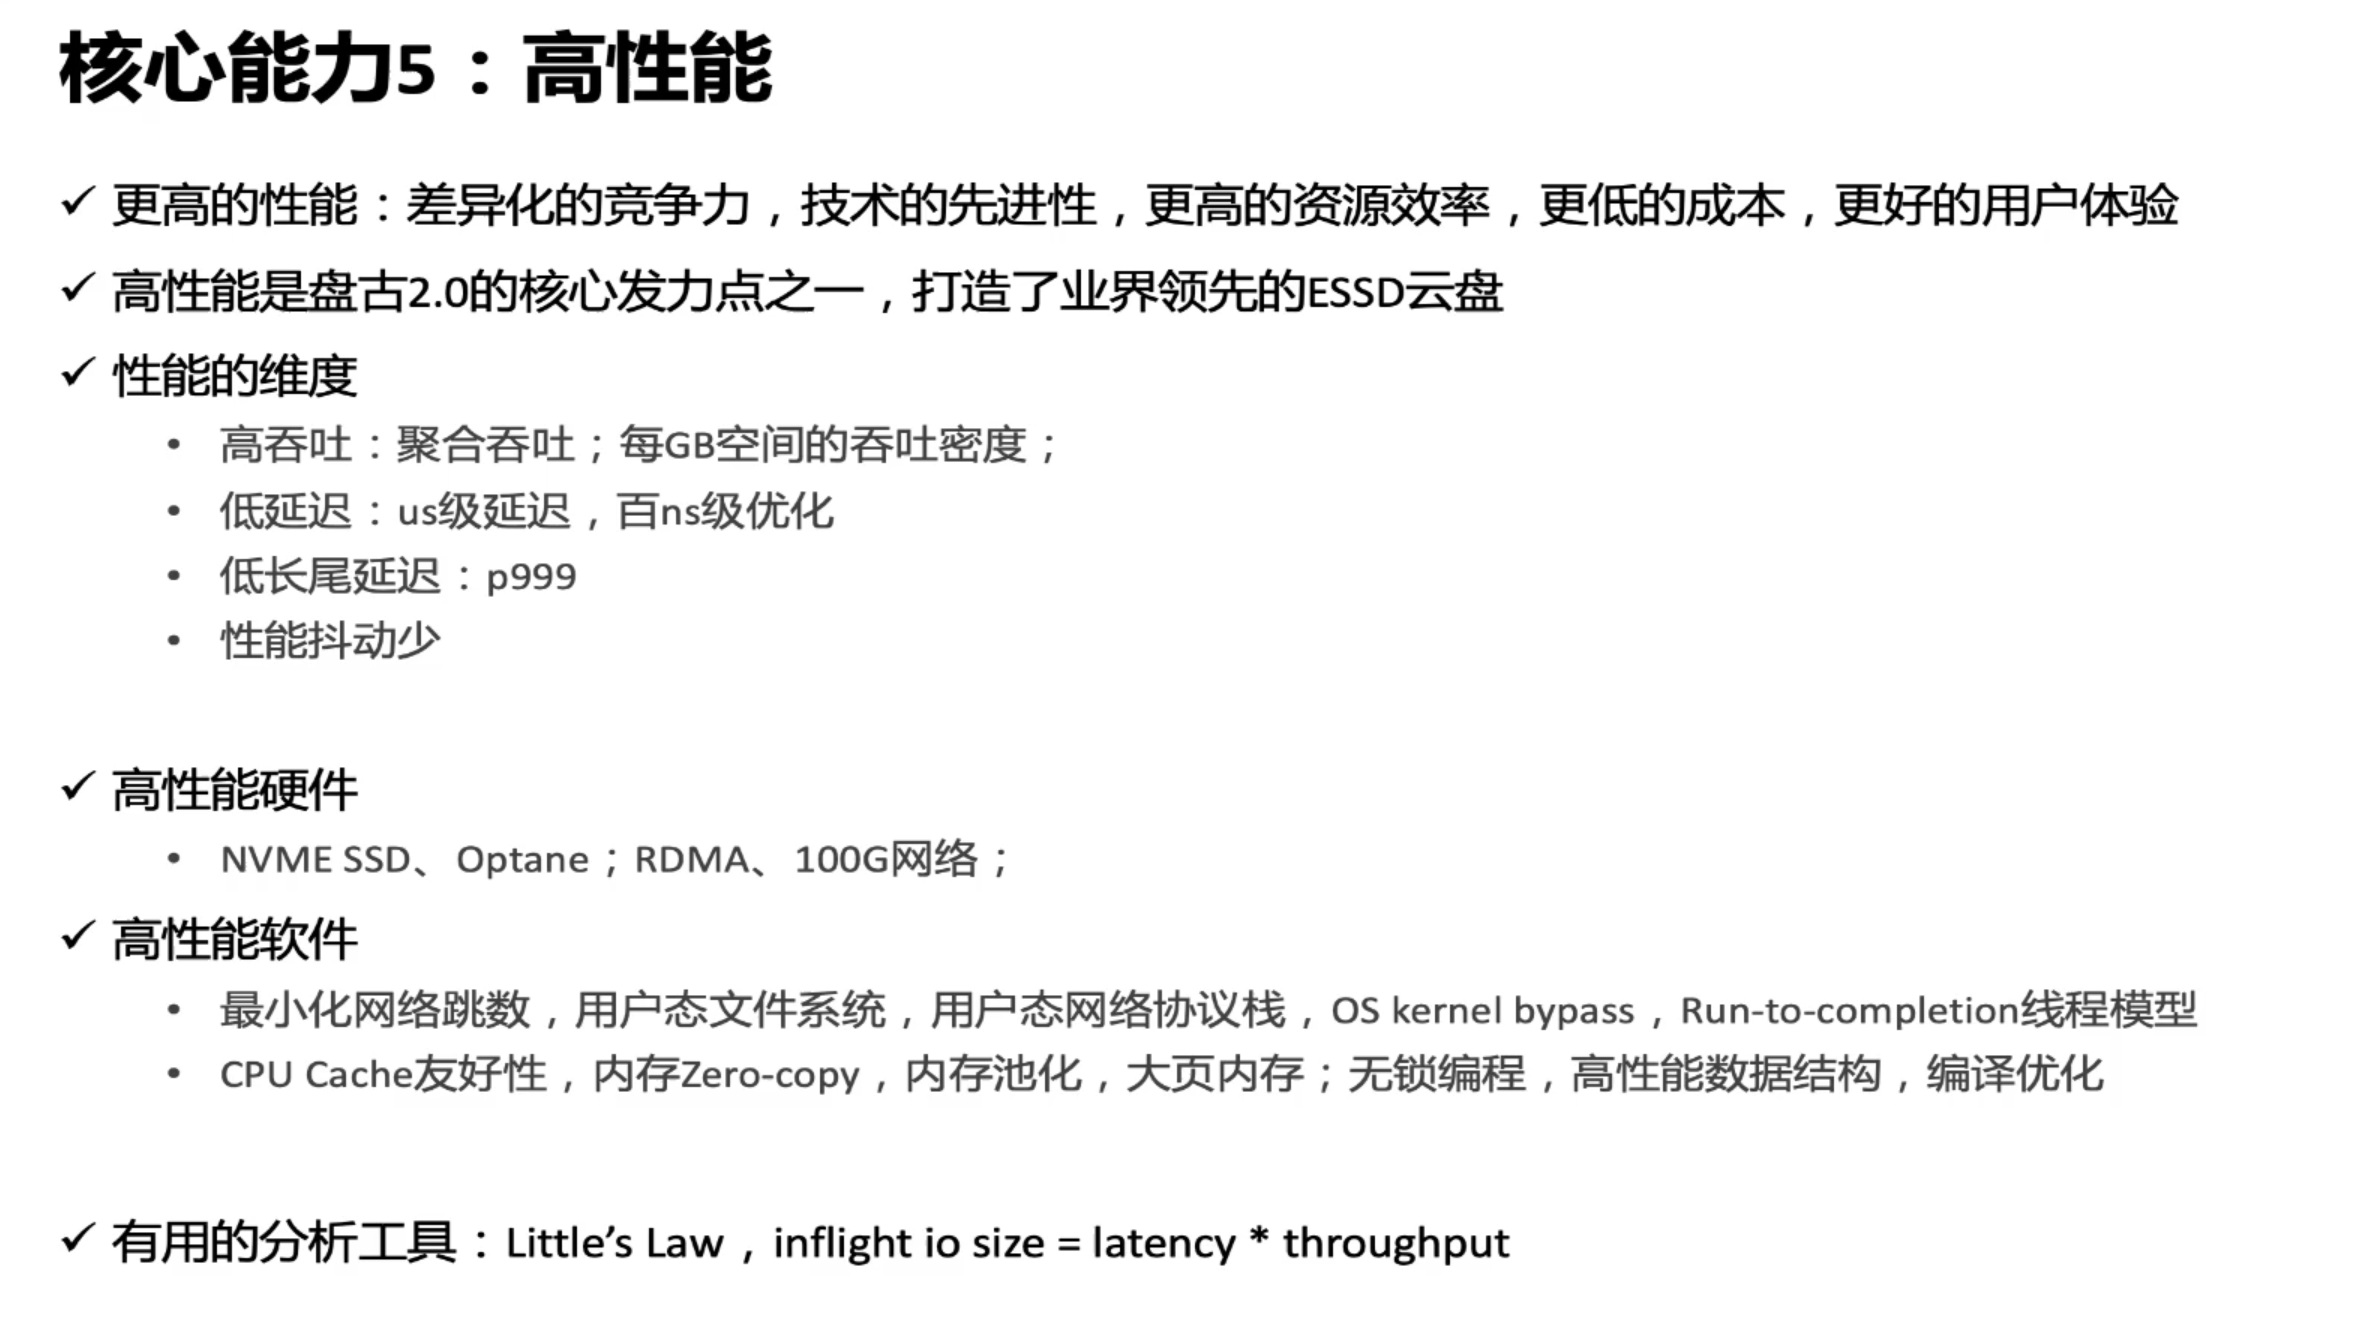 核心能力5：高性能
✓ 更高的性能：差异化的竞争力，技术的先进性，更高的资源效率，更低的成本，更好的用户体验
✓ 高性能是盘古2.0的核心发力点之一，打造了业界领先的ESSD云盘
✓ 性能的维度
• 高吞吐：聚合吞吐；每GB空间的吞吐密度；
• 低延迟：us级延迟，百ns级优化
• 低长尾延迟：p999
• 性能抖动少
✓ 高性能硬件
• NVME SSD、Optane；RDMA、100G网络；
✓ 高性能软件
• 最小化网络跳数，用户态文件系统，用户态网络协议栈，OS kernel bypass，Run-to-completion线程模型
• CPU Cache友好性，内存Zero-copy，内存池化，大页内存；无锁编程，高性能数据结构，编译优化
✓ 有用的分析工具：Little’s Law，inflight io size = latency * throughput